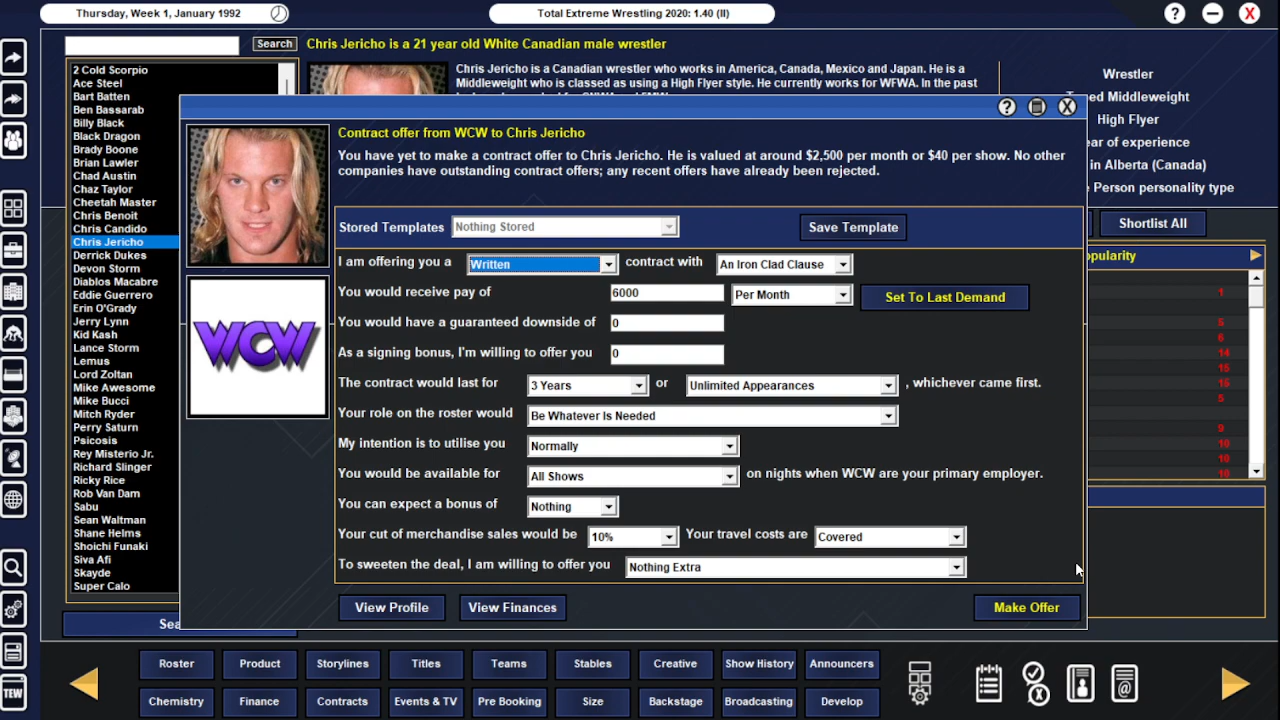 Thursday, Week 1, January 1992
Total Extreme Wrestling 2020: 1.40 (II)
?
X
Search
Chris Jericho is a 21 year old White Canadian male wrestler
2 Cold Scorpio
Ace Steel
Bart Batten
Ben Bassarab
Billy Black
Black Dragon
Brady Boone
Brian Lawler
Chad Austin
Chaz Taylor
Cheetah Master
Chris Benoit
Chris Candido
Chris Jericho
Derrick Dukes
Devon Storm
Diablos Macabre
Eddie Guerrero
Erin O'Grady
Jerry Lynn
Kid Kash
Lance Storm
Lemus
Lord Zoltan
Mike Awesome
Mike Bucci
Mitch Ryder
Perry Saturn
Psicosis
Rey Misterio Jr.
Richard Slinger
Ricky Rice
Rob Van Dam
Sabu
Sean Waltman
Shane Helms
Shoichi Funaki
Siva Afi
Skayde
Super Calo
Chris Jericho is a Canadian wrestler who works in America, Canada, Mexico and Japan. He is a
Middleweight who is classed as using a High Flyer style. He currently works for WFWA. In the past
Wrestler
ed Middleweight
High Flyer
ar of experience
in Alberta (Canada)
e Person personality type
Shortlist All
opularity
1
5
6
14
15
16
5
9
10
10
10
?
X
Contract offer from WCW to Chris Jericho
You have yet to make a contract offer to Chris Jericho. He is valued at around $2,500 per month or $40 per show. No other
companies have outstanding contract offers; any recent offers have already been rejected.
WCW
Stored Templates Nothing Stored Save Template
I am offering you a Written contract with An Iron Clad Clause
You would receive pay of 6000 Per Month Set To Last Demand
You would have a guaranteed downside of 0
As a signing bonus, I'm willing to offer you 0
The contract would last for 3 Years or Unlimited Appearances , whichever came first.
Your role on the roster would Be Whatever Is Needed
My intention is to utilise you Normally
You would be available for All Shows on nights when WCW are your primary employer.
You can expect a bonus of Nothing
Your cut of merchandise sales would be 10% Your travel costs are Covered
To sweeten the deal, I am willing to offer you Nothing Extra
View Profile View Finances Make Offer
Sea
TEW
Roster Product Storylines Titles Teams Stables Creative Show History Announcers
Chemistry Finance Contracts Events & TV Pre Booking Size Backstage Broadcasting Develop